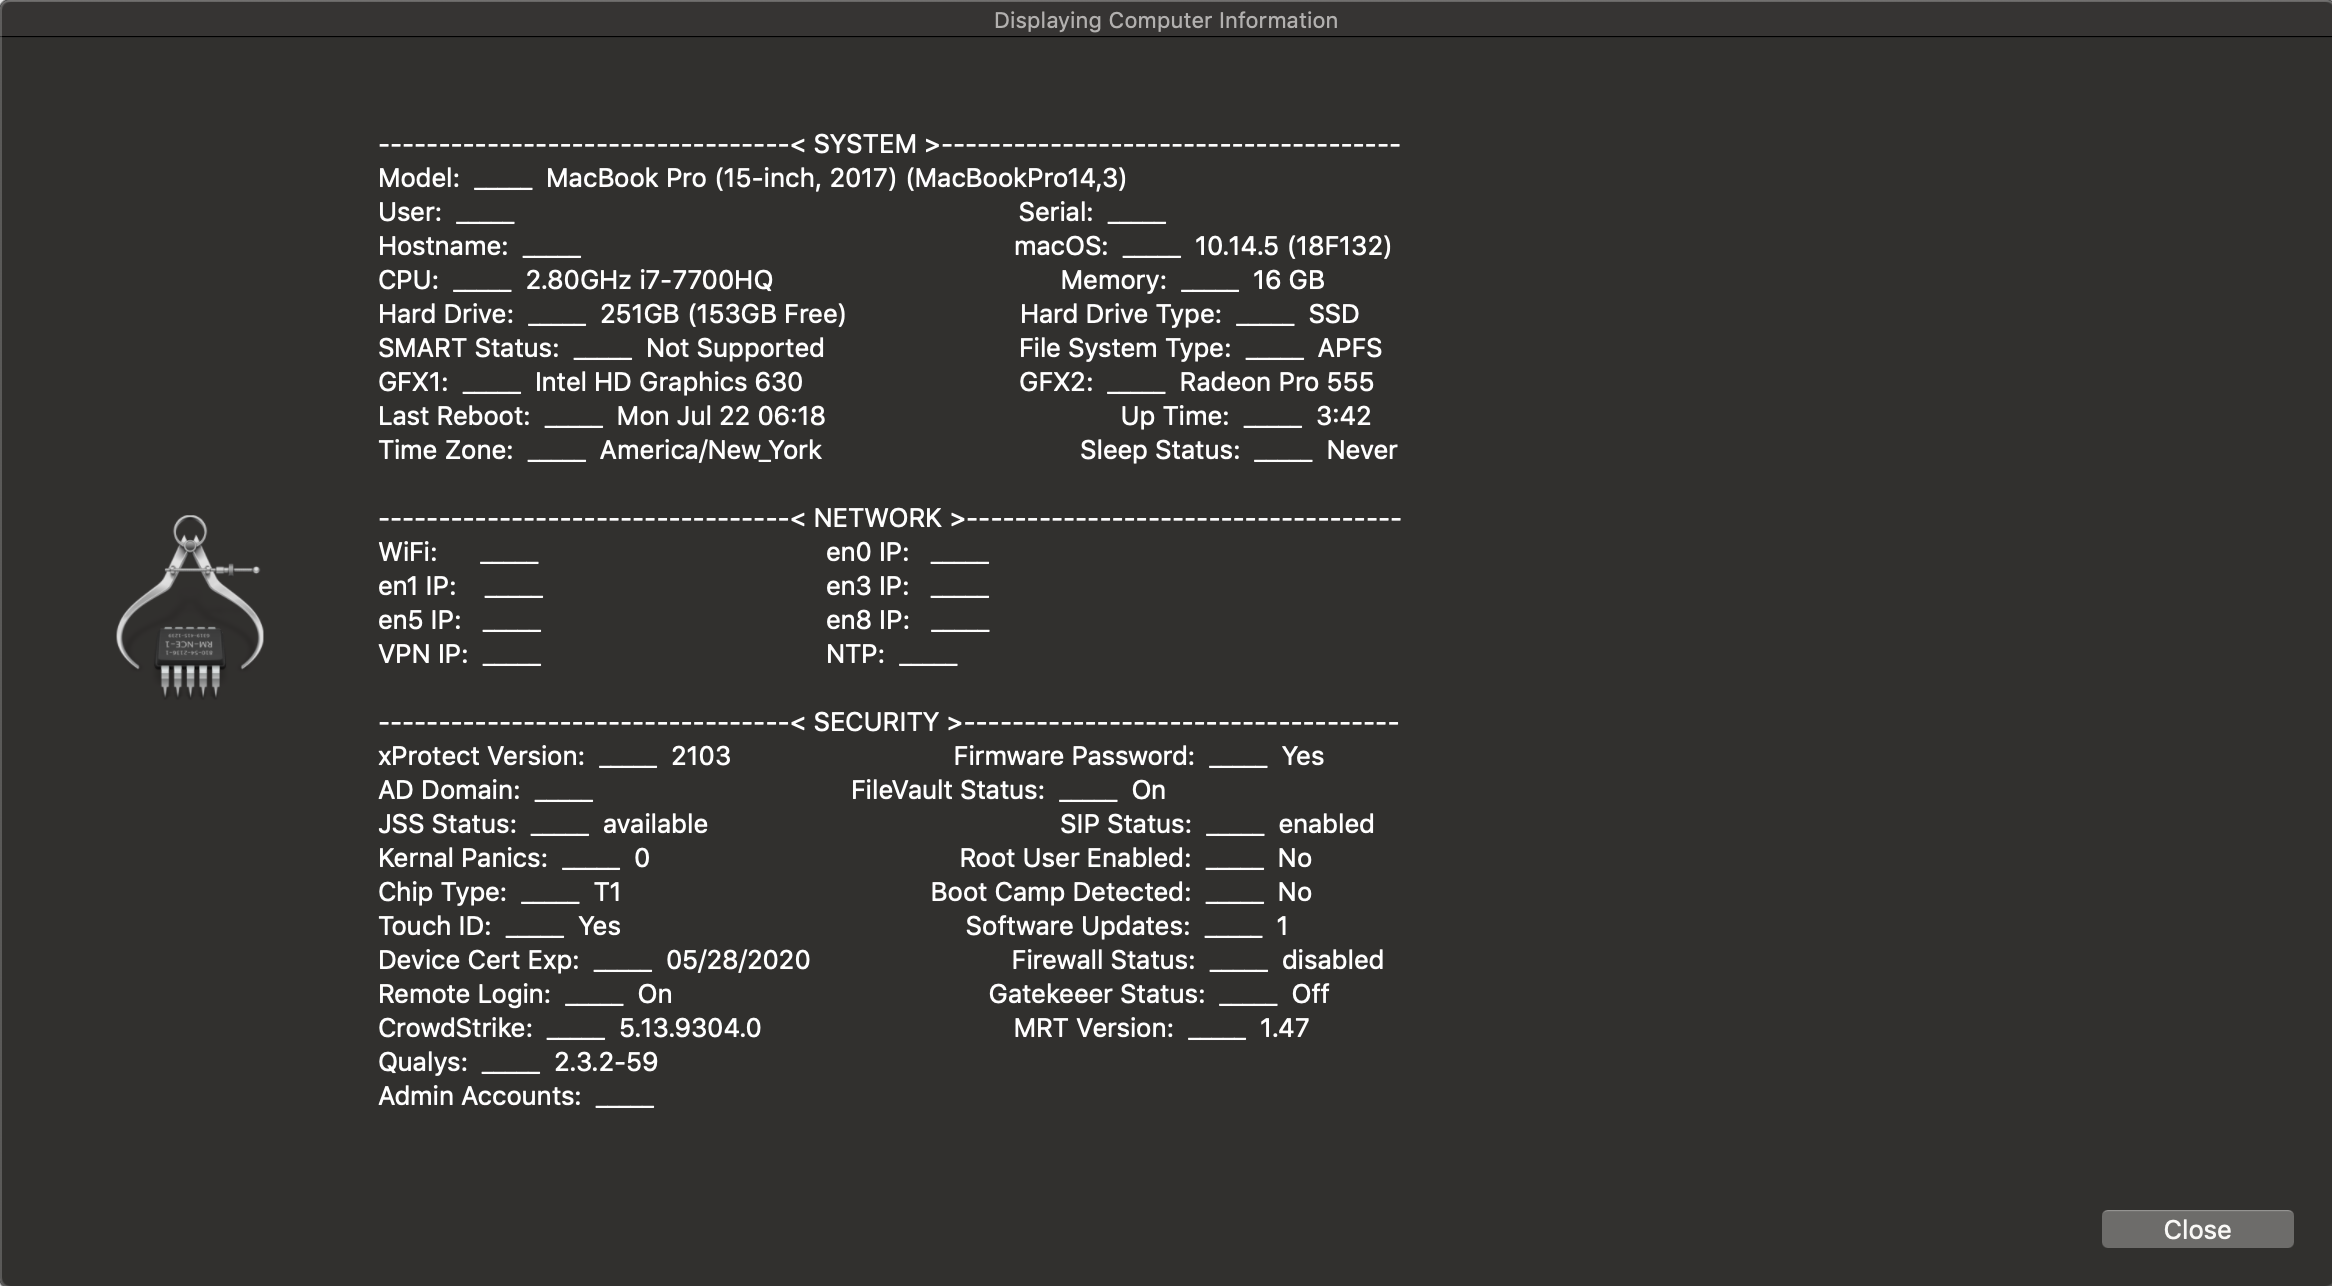 Displaying Computer Information
----------------------------------< SYSTEM >--------------------------------------
Model: ____ MacBook Pro (15-inch, 2017) (MacBookPro14,3)
User: ____ Serial: ____
Hostname: ____ macOS: ____ 10.14.5 (18F132)
CPU: ____ 2.80GHz i7-7700HQ Memory: ____ 16 GB
Hard Drive: ____ 251GB (153GB Free) Hard Drive Type: ____ SSD
SMART Status: ____ Not Supported File System Type: ____ APFS
GFX1: ____ Intel HD Graphics 630 GFX2: ____ Radeon Pro 555
Last Reboot: ____ Mon Jul 22 06:18 Up Time: ____ 3:42
Time Zone: ____ America/New_York Sleep Status: ____ Never
----------------------------------< NETWORK >------------------------------------
WiFi: ____ en0 IP: ____
en1 IP: ____ en3 IP: ____
en5 IP: ____ en8 IP: ____
VPN IP: ____ NTP: ____
----------------------------------< SECURITY >------------------------------------
xProtect Version: ____ 2103 Firmware Password: ____ Yes
AD Domain: ____ FileVault Status: ____ On
JSS Status: ____ available SIP Status: ____ enabled
Kernal Panics: ____ 0 Root User Enabled: ____ No
Chip Type: ____ T1 Boot Camp Detected: ____ No
Touch ID: ____ Yes Software Updates: ____ 1
Device Cert Exp: ____ 05/28/2020 Firewall Status: ____ disabled
Remote Login: ____ On Gatekeeer Status: ____ Off
CrowdStrike: ____ 5.13.9304.0 MRT Version: ____ 1.47
Qualys: ____ 2.3.2-59
Admin Accounts: ____
RM-NCE-1
Close